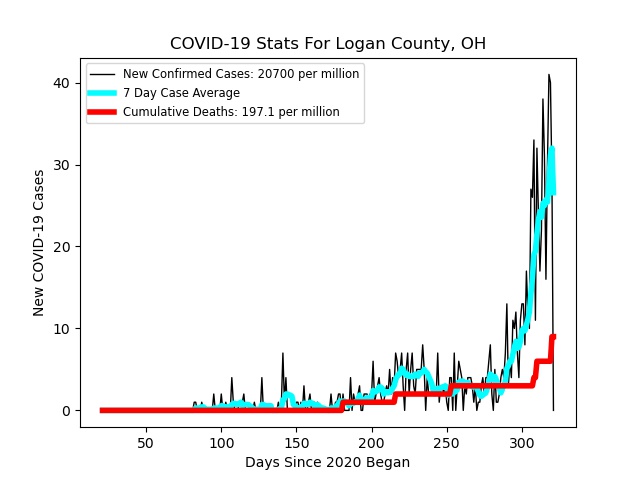 COVID-19 Stats For Logan County, OH
New Confirmed Cases: 20700 per million
7 Day Case Average
Cumulative Deaths: 197.1 per million
New COVID-19 Cases
40
30
20
10
0
50 100 150 200 250 300
Days Since 2020 Began